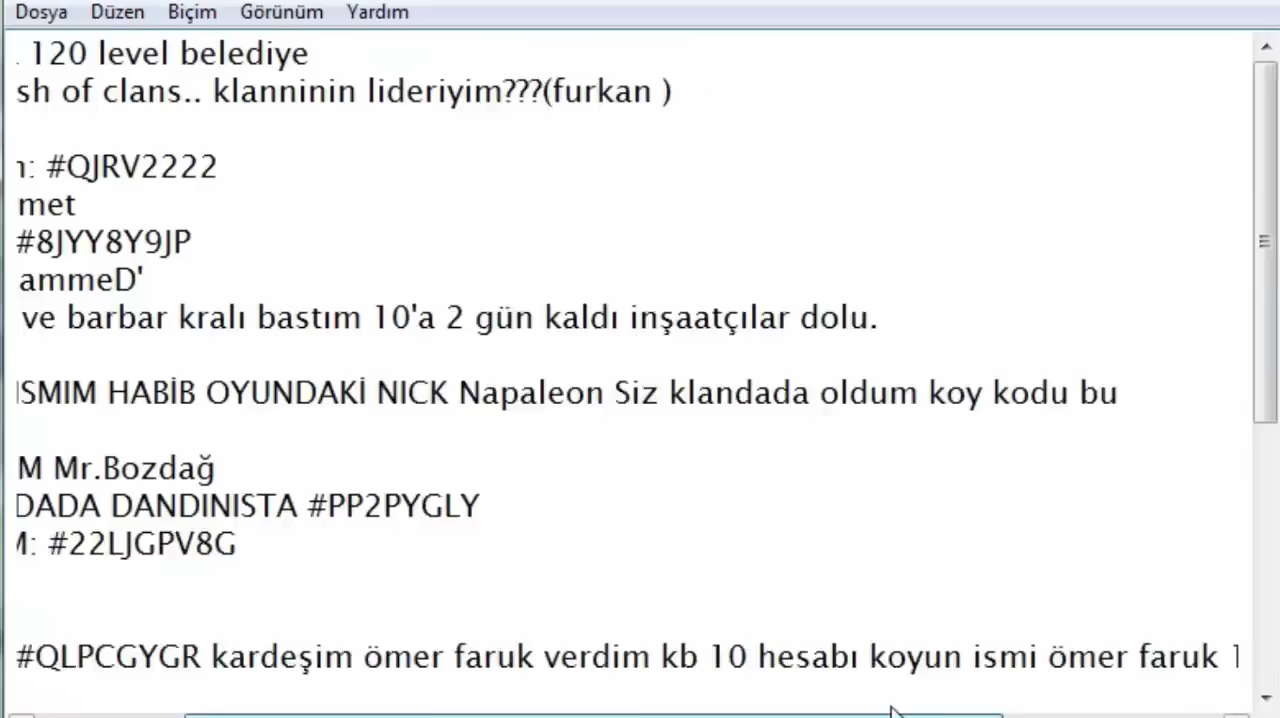 Dosya Düzen Biçim Görünüm Yardım
. 120 level belediye
sh of clans.. klanninin lideriyim???(furkan )
: #QJRV2222
met
#8JYY8Y9JP
ammeD'
ve barbar kralı bastım 10'a 2 gün kaldı inşaatçılar dolu.
ISMIM HABİB OYUNDAKİ NICK Napaleon Siz klandada oldum koy kodu bu
M Mr.Bozdağ
DADA DANDINISTA #PP2PYGLY
M: #22LJGPV8G
#QLPCGYGR kardeşim ömer faruk verdim kb 10 hesabı koyun ismi ömer faruk 1